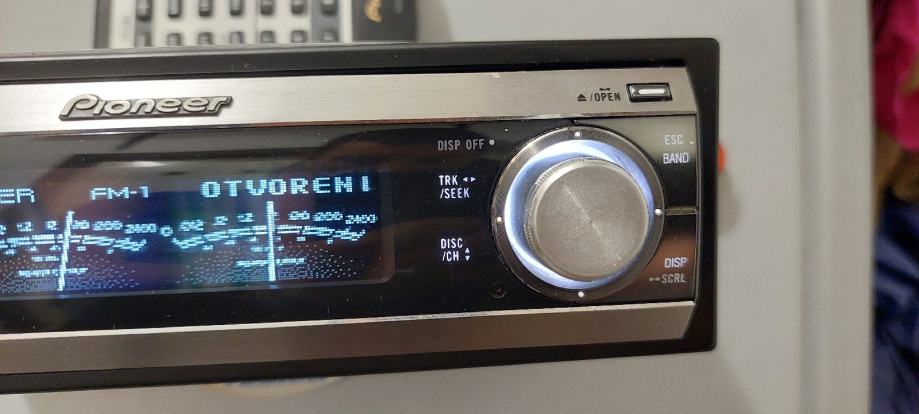 Pioneer
⏏/OPEN
DISP OFF •
ESC
BAND
ER FM-1 OTVORENI
TRK ◂▸
/SEEK
DISC
/CH
DISP
SCRL